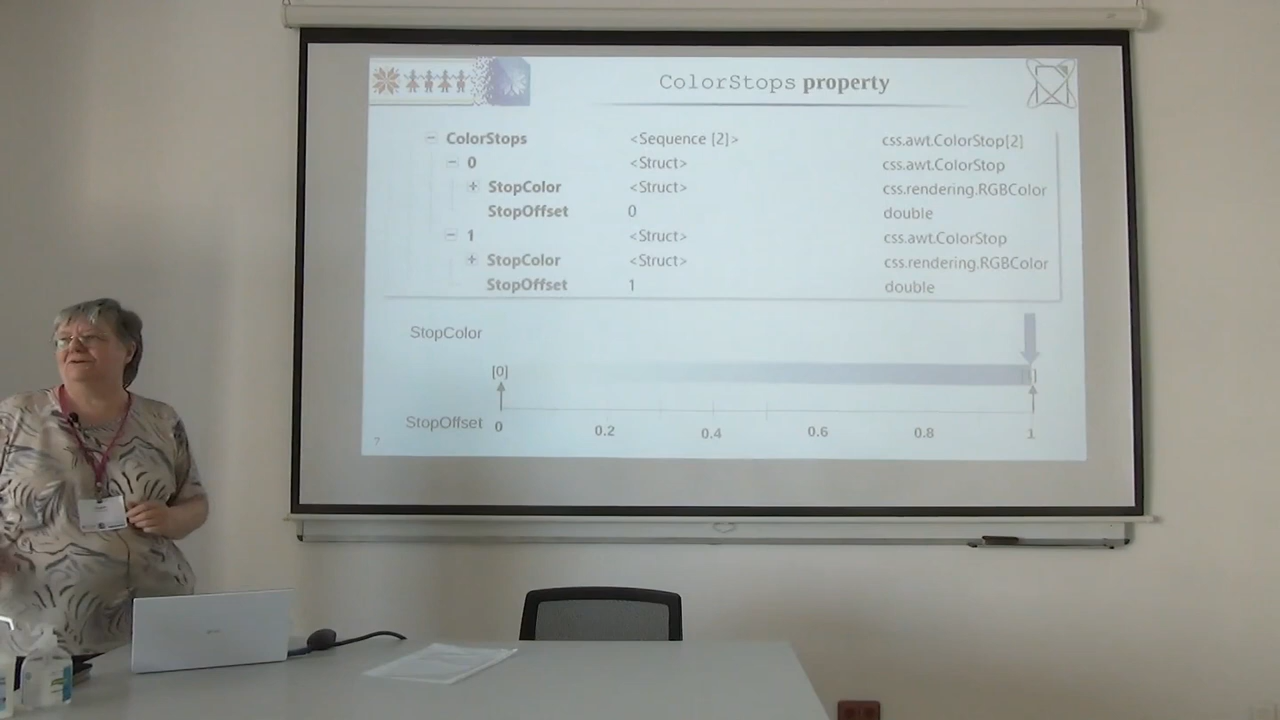 ColorStops property
ColorStops <Sequence [2]> css.awt.ColorStop[2]
0 <Struct> css.awt.ColorStop
StopColor <Struct> css.rendering.RGBColor
StopOffset 0 double
1 <Struct> css.awt.ColorStop
StopColor <Struct> css.rendering.RGBColor
StopOffset 1 double
StopColor
[0]
StopOffset 0 0.2 0.4 0.6 0.8 1
7